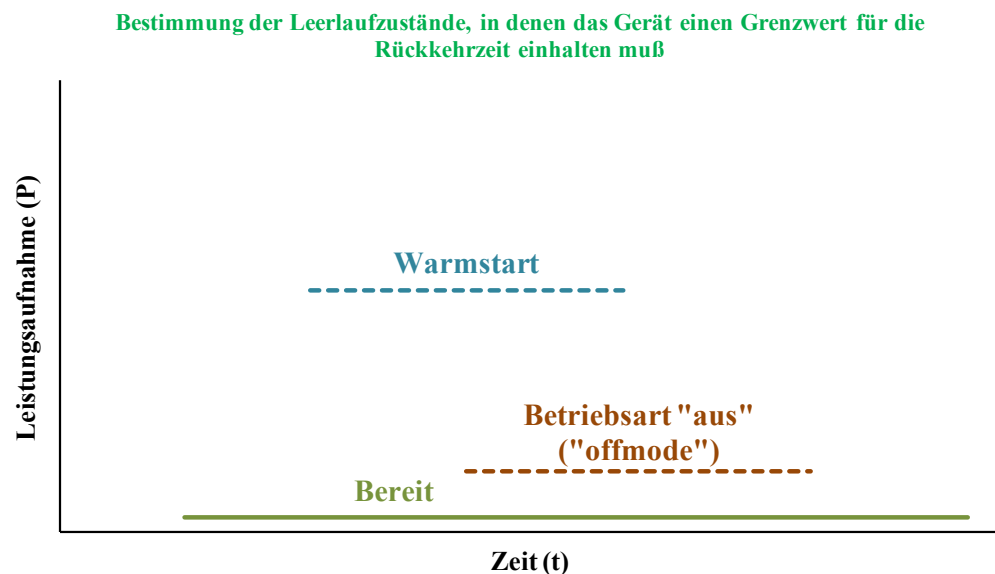 Bestimmung der Leerlaufzustände, in denen das Gerät einen Grenzwert für die
Rückkehrzeit einhalten muß
Leistungsaufnahme (P)
Warmstart
Betriebsart "aus"
("offmode")
Bereit
Zeit (t)